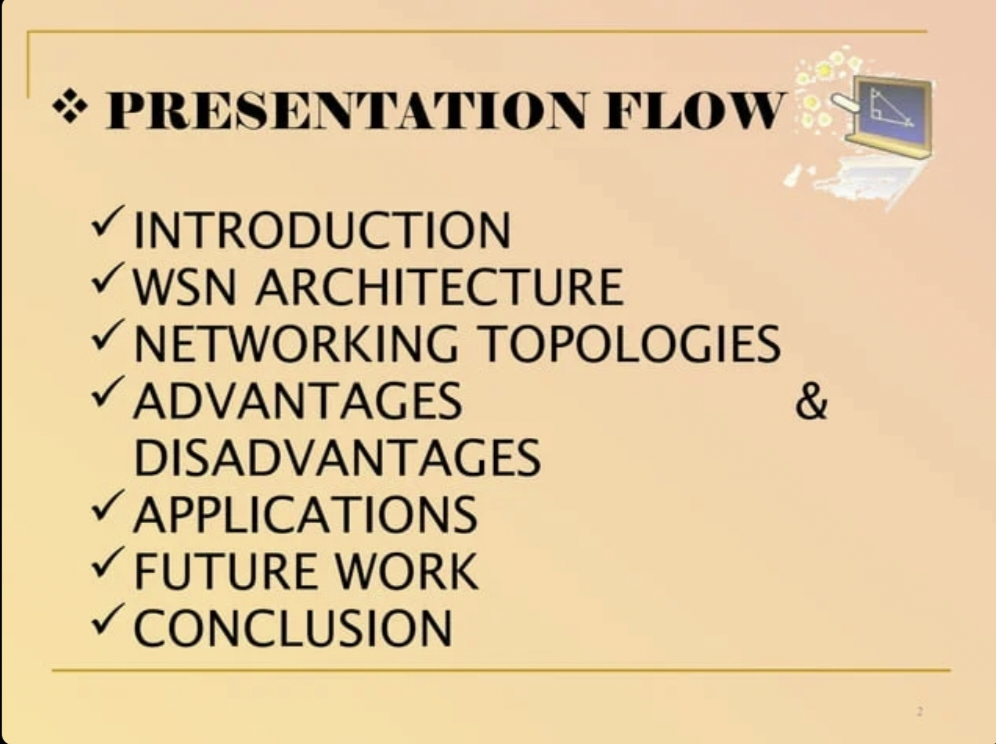 ❖ PRESENTATION FLOW
✓ INTRODUCTION
✓ WSN ARCHITECTURE
✓ NETWORKING TOPOLOGIES
✓ ADVANTAGES &
DISADVANTAGES
✓ APPLICATIONS
✓ FUTURE WORK
✓ CONCLUSION
2